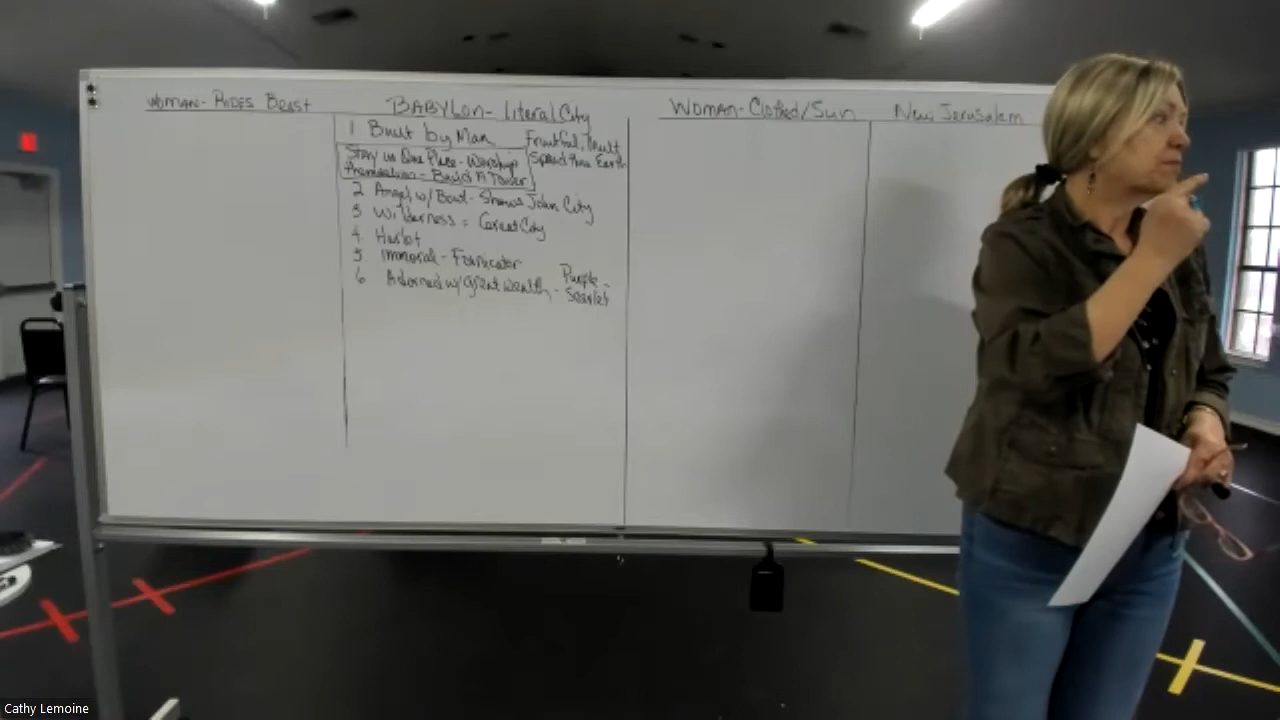 WOMAN - RIDES BEAST
BABYLON - Literal City
WOMAN - Clothed/Sun
New Jerusalem
1 Built by Man
Fruitful, Mult
Spread thru Earth
Stay in One Place - Worship
themselves - Build A Tower
2 Angel w/ Bowl - Shows John City
3 Wilderness = Great City
4 Harlot
5 Immoral - Fornicator
6 Adorned w/ great wealth - Purple -
Scarlet
Cathy Lemoine